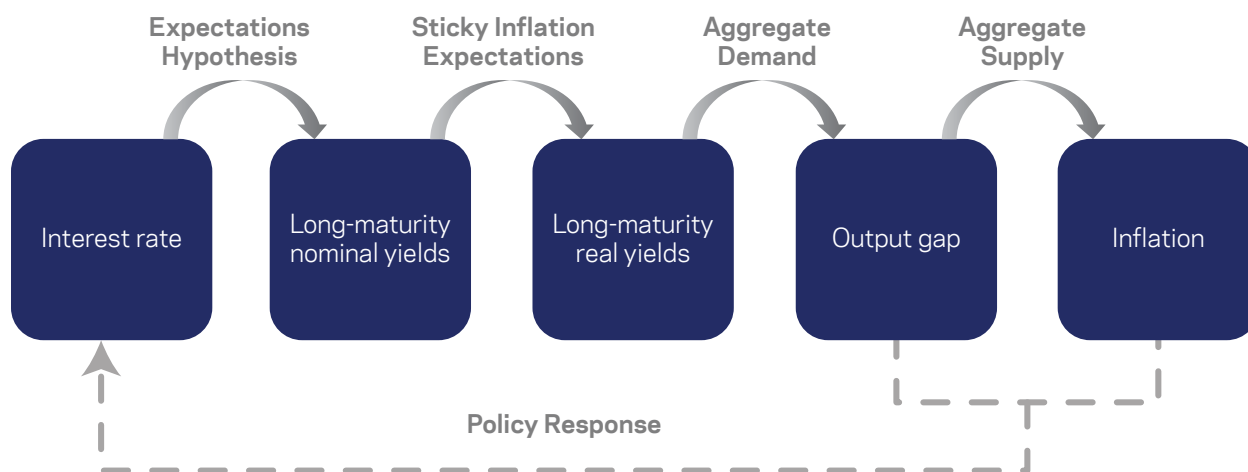 Expectations
Hypothesis
Sticky Inflation
Expectations
Aggregate
Demand
Aggregate
Supply
Interest rate
Long-maturity
nominal yields
Long-maturity
real yields
Output gap
Inflation
Policy Response